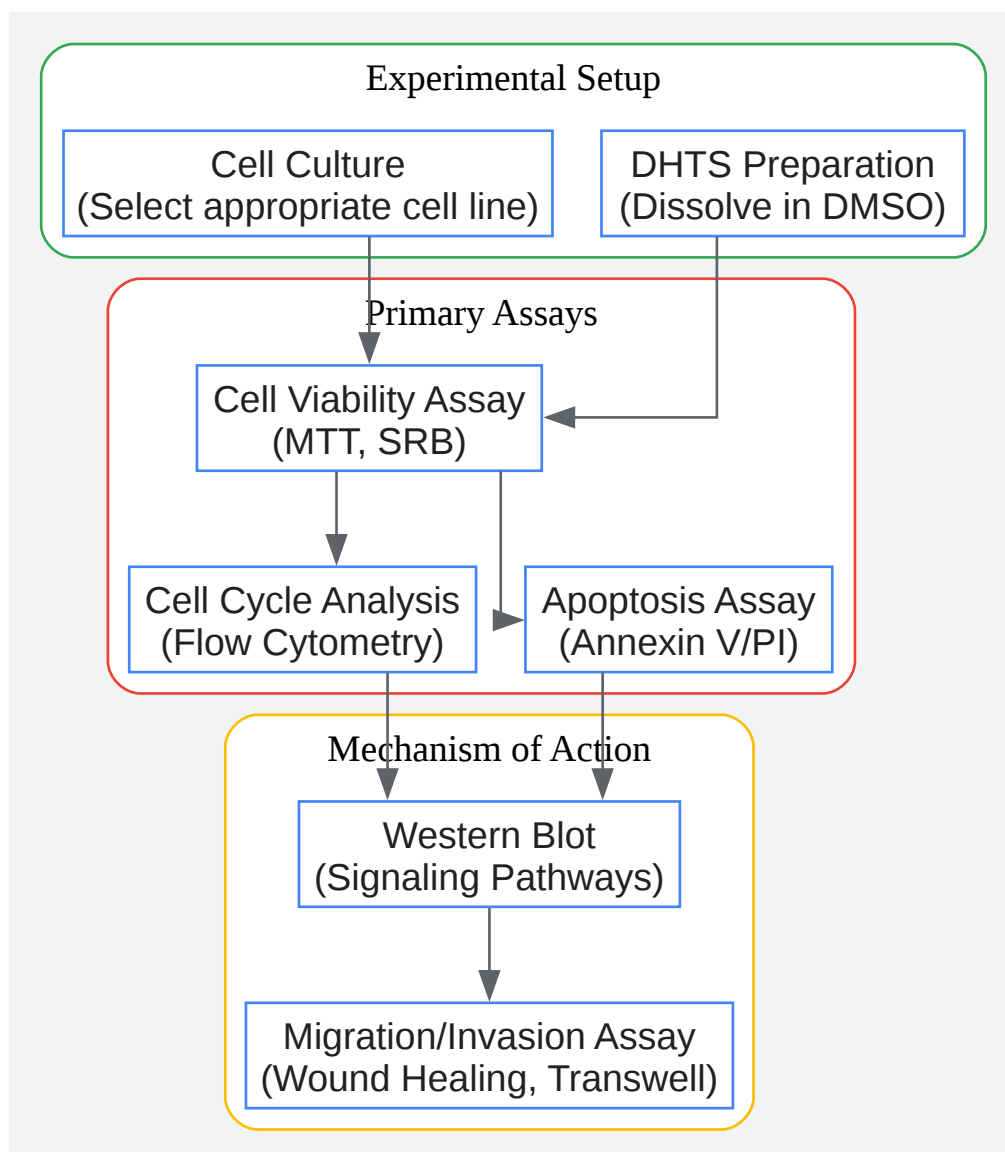 Experimental Setup
Cell Culture
(Select appropriate cell line)
DHTS Preparation
(Dissolve in DMSO)
Primary Assays
Cell Viability Assay
(MTT, SRB)
Cell Cycle Analysis
(Flow Cytometry)
Apoptosis Assay
(Annexin V/PI)
Mechanism of Action
Western Blot
(Signaling Pathways)
Migration/Invasion Assay
(Wound Healing, Transwell)